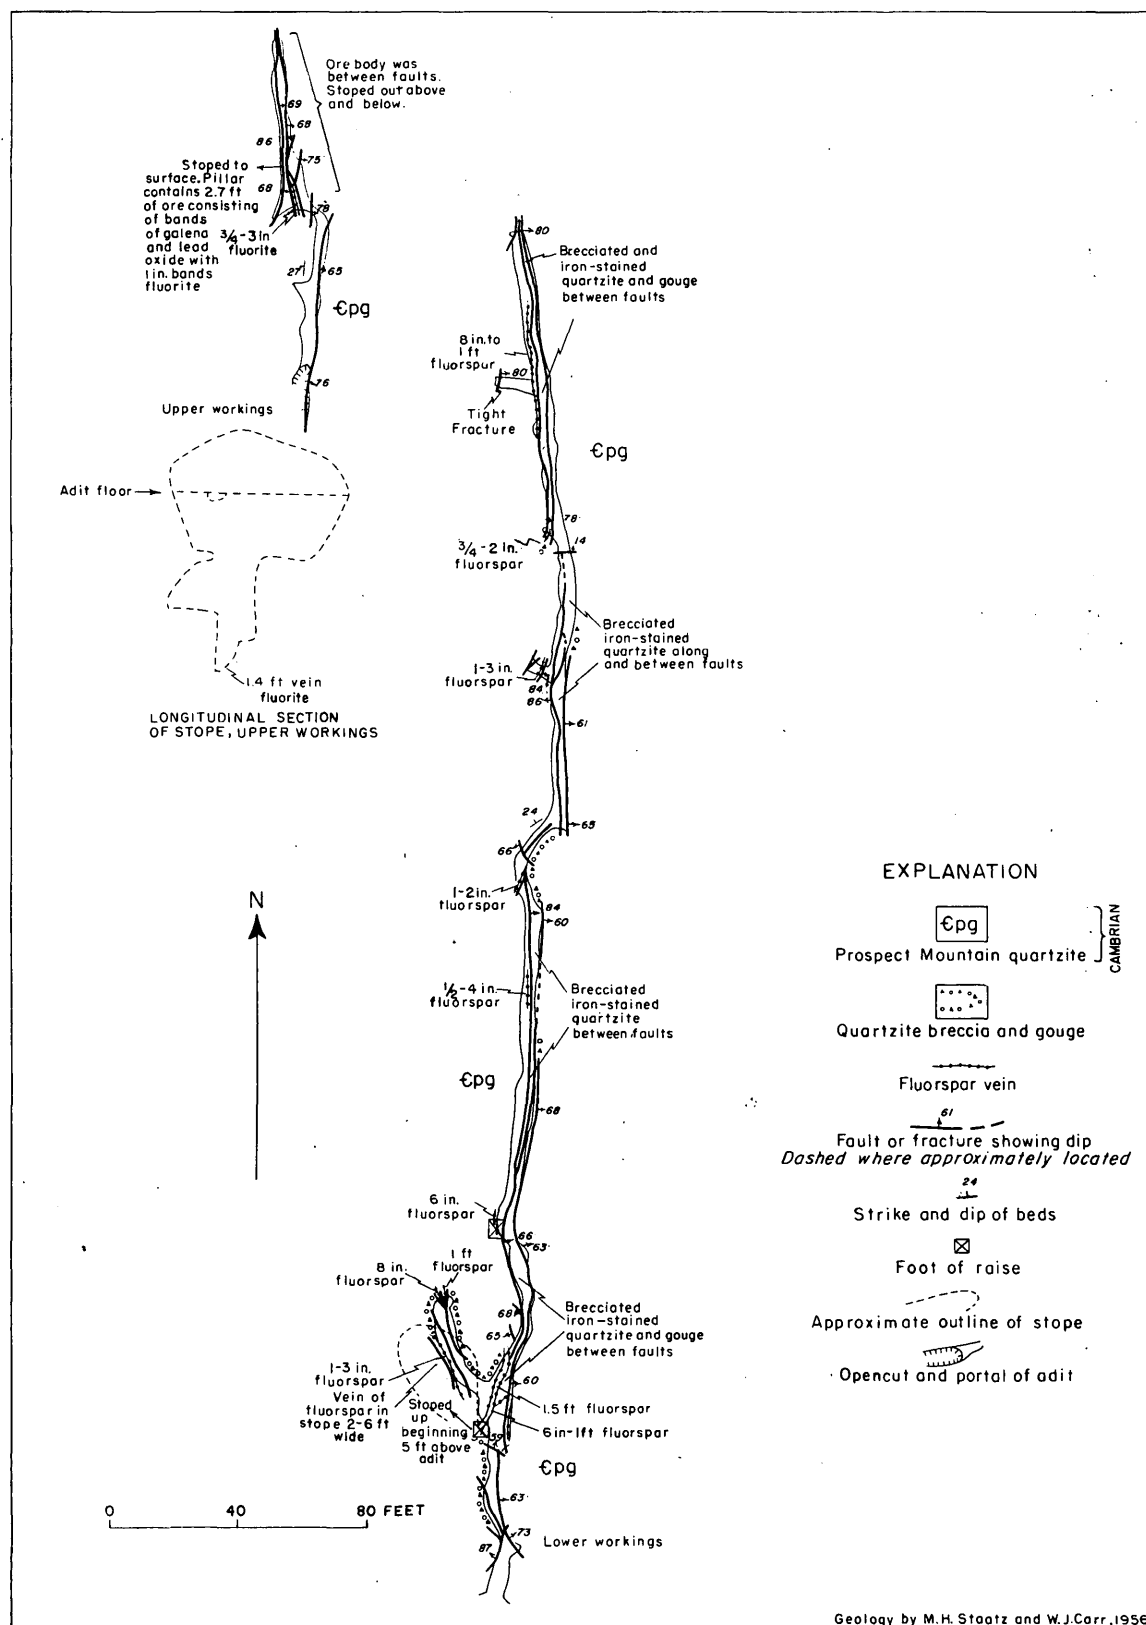 Ore body was
between faults.
Stoped out above
and below.
69
68
86
Stoped to
surface. Pillar
contains 2.7 ft
of ore consisting
of bands
of galena
and lead
oxide with
1 in. bands
fluorite
75
68
78
3/4-3 in
fluorite
27
65
Єpg
76
Upper workings
Adit floor
1.4 ft vein
fluorite
LONGITUDINAL SECTION
OF STOPE, UPPER WORKINGS
80
Brecciated and
iron-stained
quartzite and gouge
between faults
8 in. to
1 ft
fluorspar
80
Tight
Fracture
Єpg
78
14
3/4-2 in.
fluorspar
Brecciated
iron-stained
quartzite along
and between faults
1-3 in.
fluorspar
84
86
61
24
65
66
1-2 in.
fluorspar
84
60
1/2-4 in.
fluorspar
Brecciated
iron-stained
quartzite
between faults
Єpg
68
6 in.
fluorspar
66
63
1 ft
fluorspar
8 in.
fluorspar
68
65
Brecciated
iron-stained
quartzite and gouge
between faults
60
1-3 in.
fluorspar
Vein of
fluorspar in
stope 2-6 ft
wide
Stoped
up
beginning
5 ft above
adit
1.5 ft fluorspar
6 in-1 ft fluorspar
59
Єpg
63
73
87
Lower workings
N
0 40 80 FEET
EXPLANATION
Єpg
Prospect Mountain quartzite
CAMBRIAN
Quartzite breccia and gouge
Fluorspar vein
61
Fault or fracture showing dip
Dashed where approximately located
24
Strike and dip of beds
Foot of raise
Approximate outline of stope
Opencut and portal of adit
Geology by M.H. Staatz and W.J. Carr, 1956